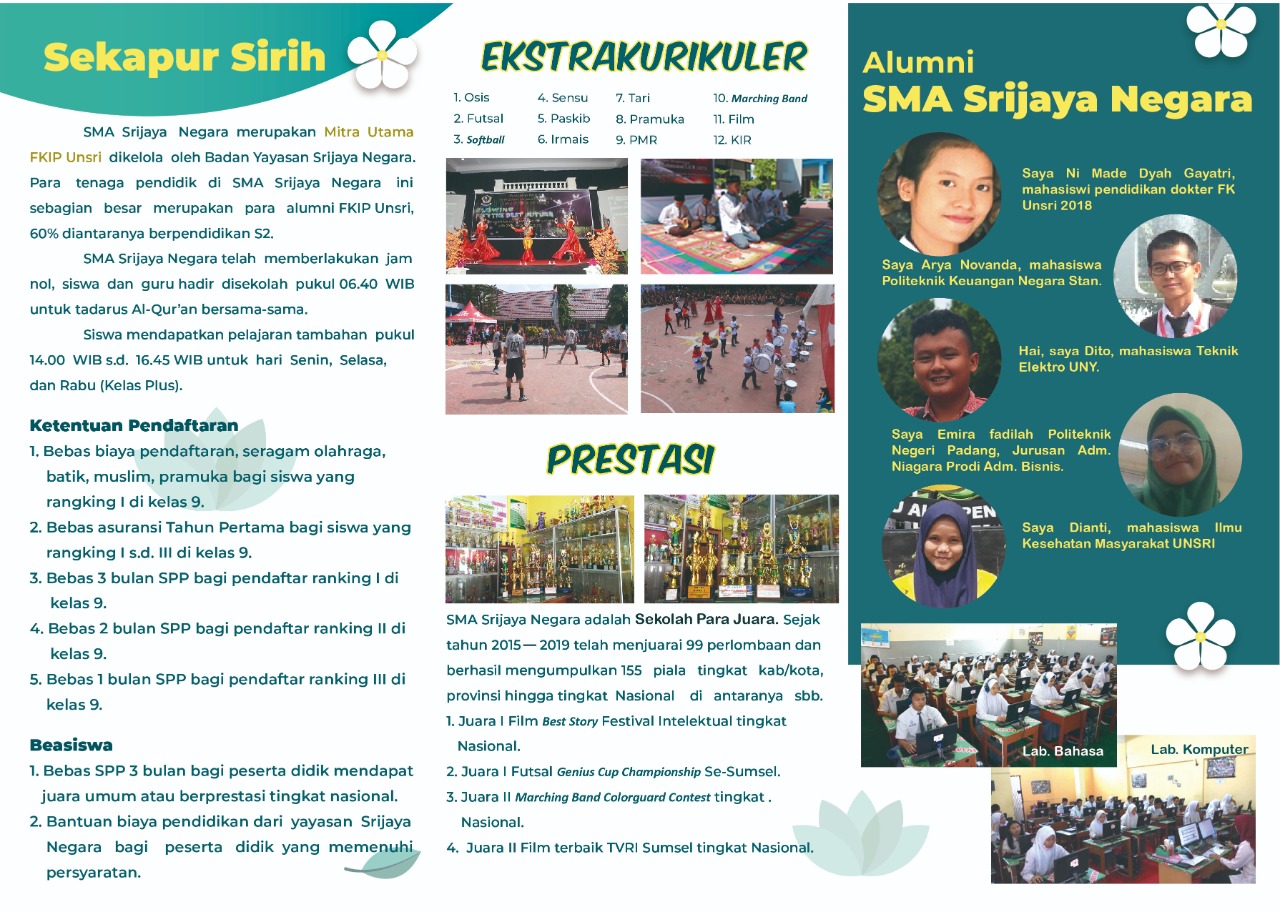 Sekapur Sirih
SMA Srijaya Negara merupakan Mitra Utama
FKIP Unsri dikelola oleh Badan Yayasan Srijaya Negara.
Para tenaga pendidik di SMA Srijaya Negara ini
sebagian besar merupakan para alumni FKIP Unsri,
60% diantaranya berpendidikan S2.
SMA Srijaya Negara telah memberlakukan jam
nol, siswa dan guru hadir disekolah pukul 06.40 WIB
untuk tadarus Al-Qur'an bersama-sama.
Siswa mendapatkan pelajaran tambahan pukul
14.00 WIB s.d. 16.45 WIB untuk hari Senin, Selasa,
dan Rabu (Kelas Plus).
Ketentuan Pendaftaran
1. Bebas biaya pendaftaran, seragam olahraga,
batik, muslim, pramuka bagi siswa yang
rangking I di kelas 9.
2. Bebas asuransi Tahun Pertama bagi siswa yang
rangking I s.d. III di kelas 9.
3. Bebas 3 bulan SPP bagi pendaftar ranking I di
kelas 9.
4. Bebas 2 bulan SPP bagi pendaftar ranking II di
kelas 9.
5. Bebas 1 bulan SPP bagi pendaftar ranking III di
kelas 9.
Beasiswa
1. Bebas SPP 3 bulan bagi peserta didik mendapat
juara umum atau berprestasi tingkat nasional.
2. Bantuan biaya pendidikan dari yayasan Srijaya
Negara bagi peserta didik yang memenuhi
persyaratan.
EKSTRAKURIKULER
1. Osis 4. Sensu 7. Tari 10. Marching Band
2. Futsal 5. Paskib 8. Pramuka 11. Film
3. Softball 6. Irmais 9. PMR 12. KIR
PRESTASI
SMA Srijaya Negara adalah Sekolah Para Juara. Sejak
tahun 2015 — 2019 telah menjuarai 99 perlombaan dan
berhasil mengumpulkan 155 piala tingkat kab/kota,
provinsi hingga tingkat Nasional di antaranya sbb.
1. Juara I Film Best Story Festival Intelektual tingkat
Nasional.
2. Juara I Futsal Genius Cup Championship Se-Sumsel.
3. Juara II Marching Band Colorguard Contest tingkat .
Nasional.
4. Juara II Film terbaik TVRI Sumsel tingkat Nasional.
Alumni
SMA Srijaya Negara
Saya Ni Made Dyah Gayatri,
mahasiswi pendidikan dokter FK
Unsri 2018
Saya Arya Novanda, mahasiswa
Politeknik Keuangan Negara Stan.
Hai, saya Dito, mahasiswa Teknik
Elektro UNY.
Saya Emira fadilah Politeknik
Negeri Padang, Jurusan Adm.
Niagara Prodi Adm. Bisnis.
Saya Dianti, mahasiswa Ilmu
Kesehatan Masyarakat UNSRI
Lab. Bahasa
Lab. Komputer